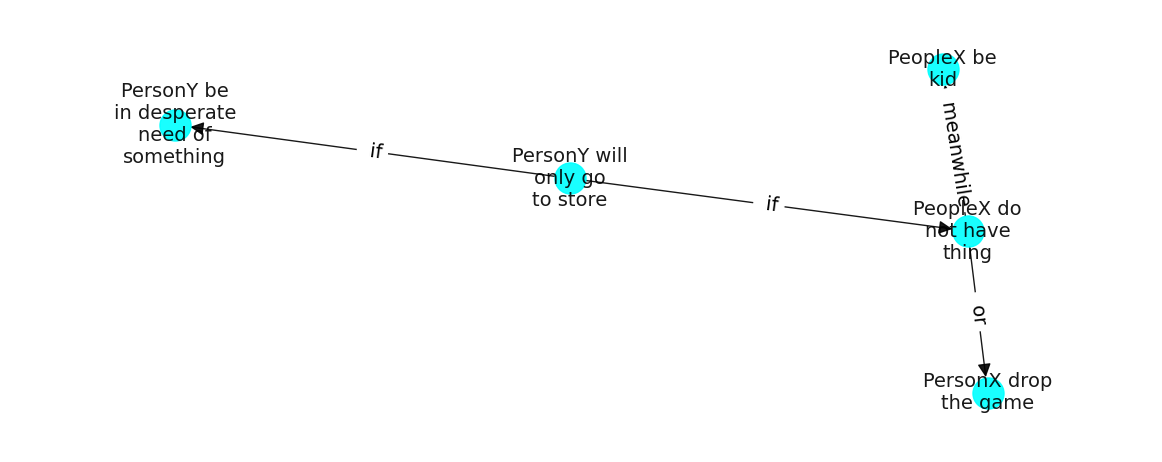 PeopleX be
kid
PersonY be
in desperate
need of
something
meanwhile
if
PersonY will
only go
to store
if
PeopleX do
not have
thing
or
PersonX drop
the game